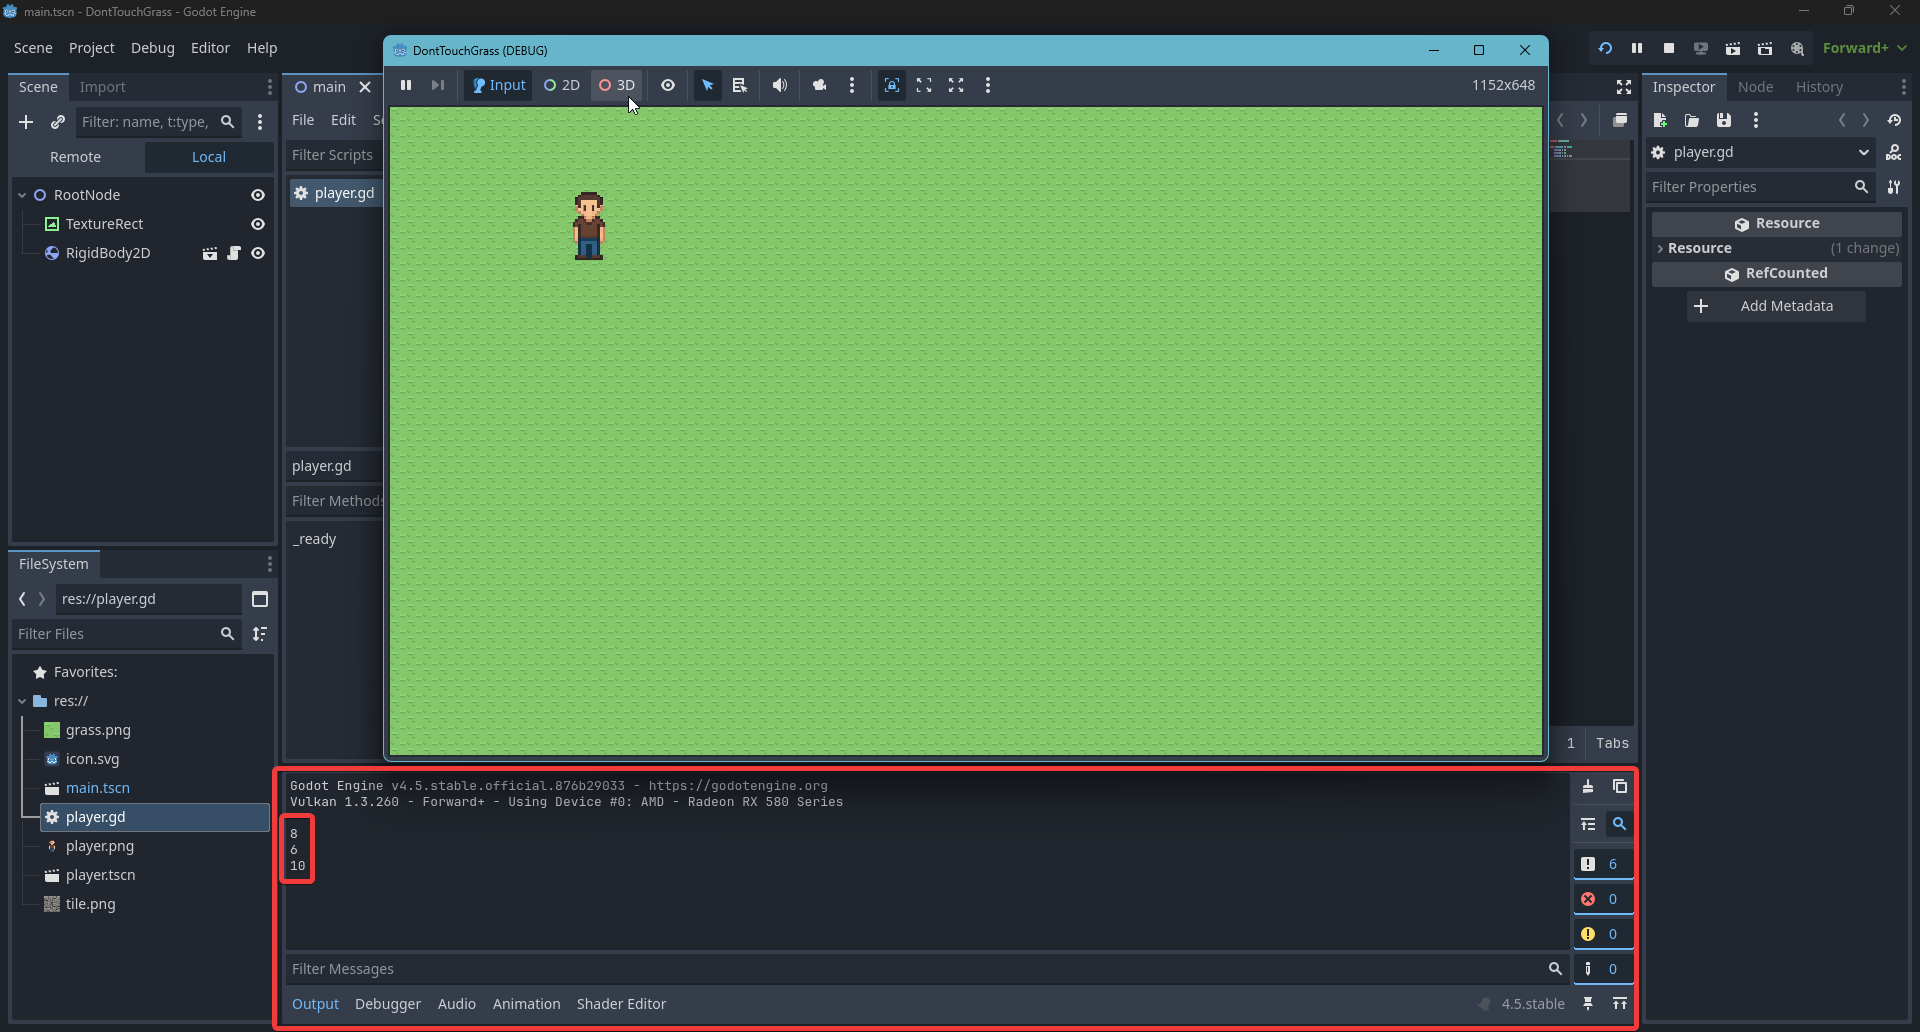 main.tscn - DontTouchGrass - Godot Engine
Scene Project Debug Editor Help
Forward+
DontTouchGrass (DEBUG)
Input 2D 3D
1152x648
Scene Import
Filter: name, t:type,
Remote Local
RootNode
TextureRect
RigidBody2D
main
File Edit
Filter Scripts
player.gd
player.gd
Filter Methods
_ready
FileSystem
res://player.gd
Filter Files
Favorites:
res://
grass.png
icon.svg
main.tscn
player.gd
player.png
player.tscn
tile.png
1 Tabs
Godot Engine v4.5.stable.official.876b29033 - https://godotengine.org
Vulkan 1.3.260 - Forward+ - Using Device #0: AMD - Radeon RX 580 Series
8
6
10
6
0
0
0
Filter Messages
Output Debugger Audio Animation Shader Editor
4.5.stable
Inspector Node History
player.gd
DOC
Filter Properties
Resource
Resource (1 change)
RefCounted
Add Metadata